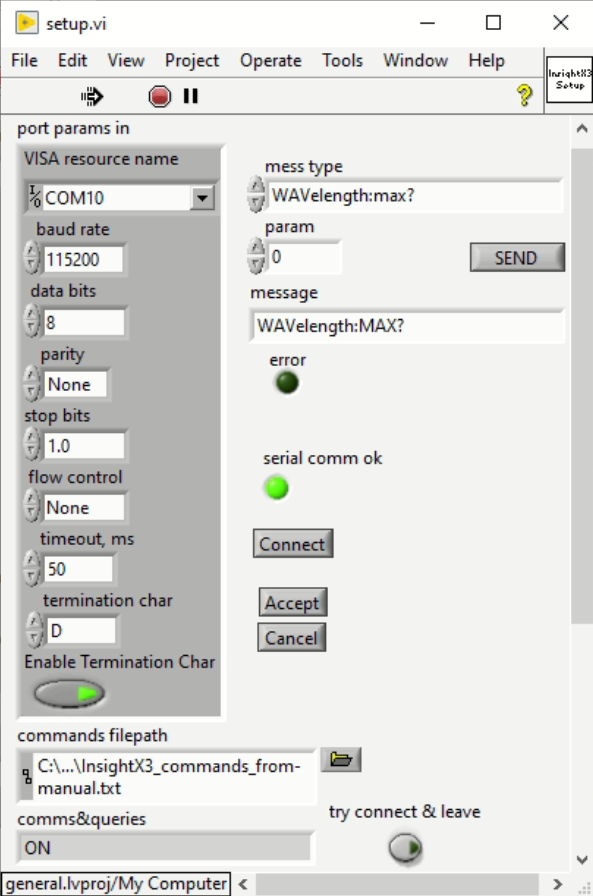 setup.vi
File Edit View Project Operate Tools Window Help
InsightX3
Setup
port params in
VISA resource name
COM10
baud rate
115200
data bits
8
parity
None
stop bits
1.0
flow control
None
timeout, ms
50
termination char
D
Enable Termination Char
mess type
WAVelength:max?
param
0
SEND
message
WAVelength:MAX?
error
serial comm ok
Connect
Accept
Cancel
commands filepath
C:\...\InsightX3_commands_from-
manual.txt
comms&queries
ON
try connect & leave
general.lvproj/My Computer